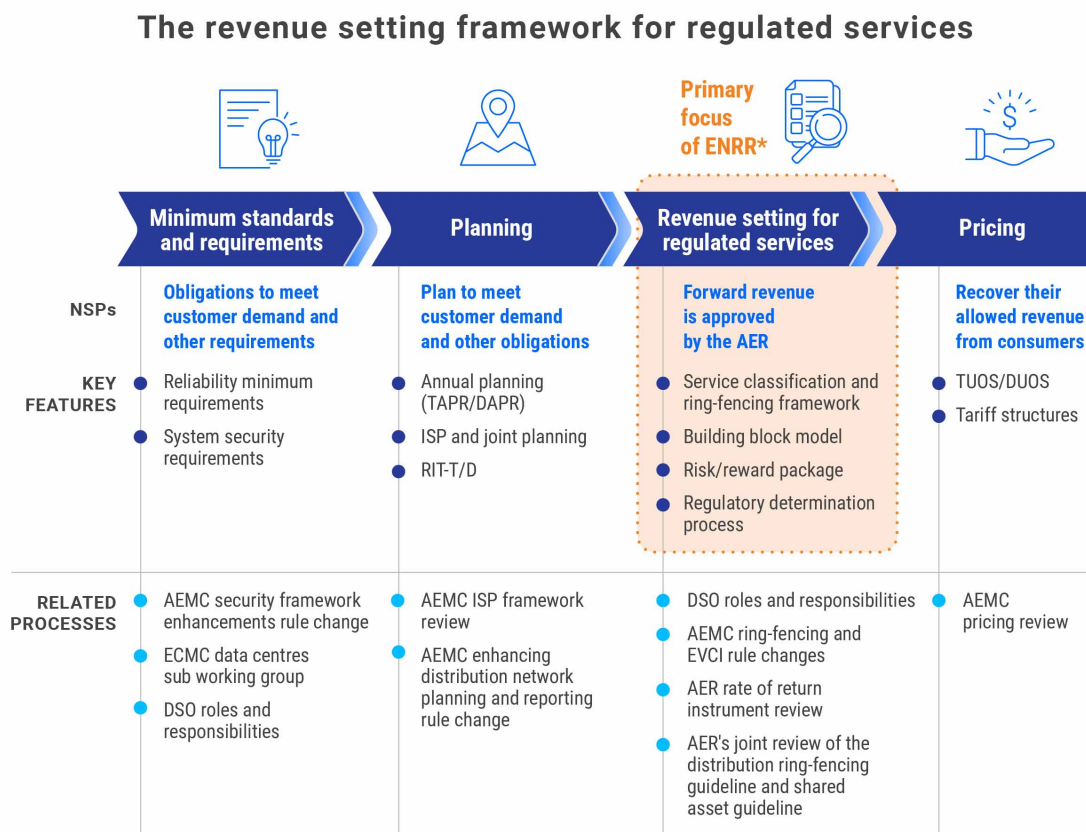 The revenue setting framework for regulated services
Primary
focus
of ENRR*
$
Minimum standards
and requirements
Planning
Revenue setting for
regulated services
Pricing
NSPs
Obligations to meet
customer demand and
other requirements
Plan to meet
customer demand
and other obligations
Forward revenue
is approved
by the AER
Recover their
allowed revenue
from consumers
KEY
FEATURES
Reliability minimum
requirements
System security
requirements
Annual planning
(TAPR/DAPR)
ISP and joint planning
RIT-T/D
Service classification and
ring-fencing framework
Building block model
Risk/reward package
Regulatory determination
process
TUOS/DUOS
Tariff structures
RELATED
PROCESSES
AEMC security framework
enhancements rule change
ECMC data centres
sub working group
DSO roles and
responsibilities
AEMC ISP framework
review
AEMC enhancing
distribution network
planning and reporting
rule change
DSO roles and responsibilities
AEMC ring-fencing and
EVCI rule changes
AER rate of return
instrument review
AER's joint review of the
distribution ring-fencing
guideline and shared
asset guideline
AEMC
pricing review